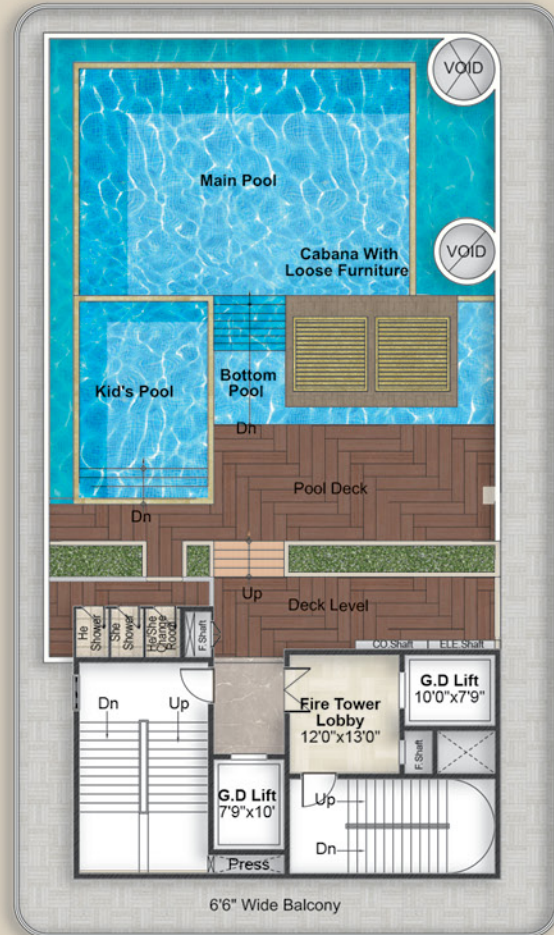 VOID
Main Pool
VOID
Cabana With
Loose Furniture
Kid's Pool
Bottom
Pool
Dn
Pool Deck
Dn
Up
Deck Level
He
Shower
She
Shower
He/She
Change
Room
F.Shaft
CO.Shaft
ELE.Shaft
Dn
Up
Fire Tower
Lobby
12'0"x13'0"
G.D Lift
10'0"x7'9"
F.Shaft
G.D Lift
7'9"x10'
Up
Dn
Press
6'6" Wide Balcony